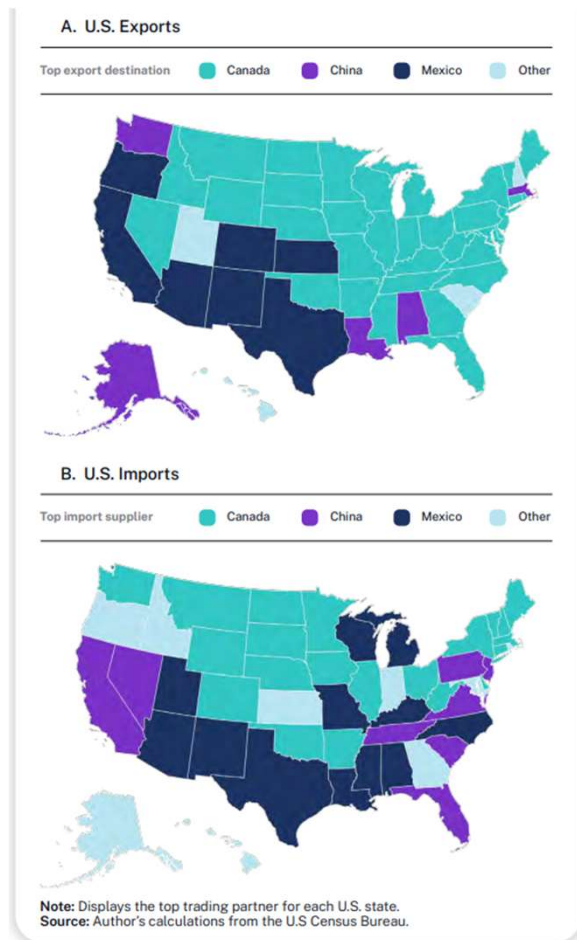 A. U.S. Exports
Top export destination Canada China Mexico Other
B. U.S. Imports
Top import supplier Canada China Mexico Other
Note: Displays the top trading partner for each U.S. state.
Source: Author's calculations from the U.S Census Bureau.